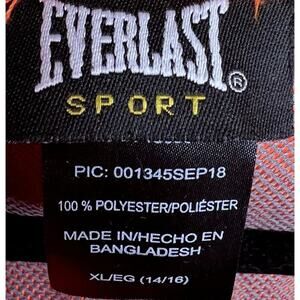 EVERLAST®
SPORT
PIC: 001345SEP18
100 % POLYESTER/POLIÉSTER
MADE IN/HECHO EN
BANGLADESH
XL/EG (14/16)